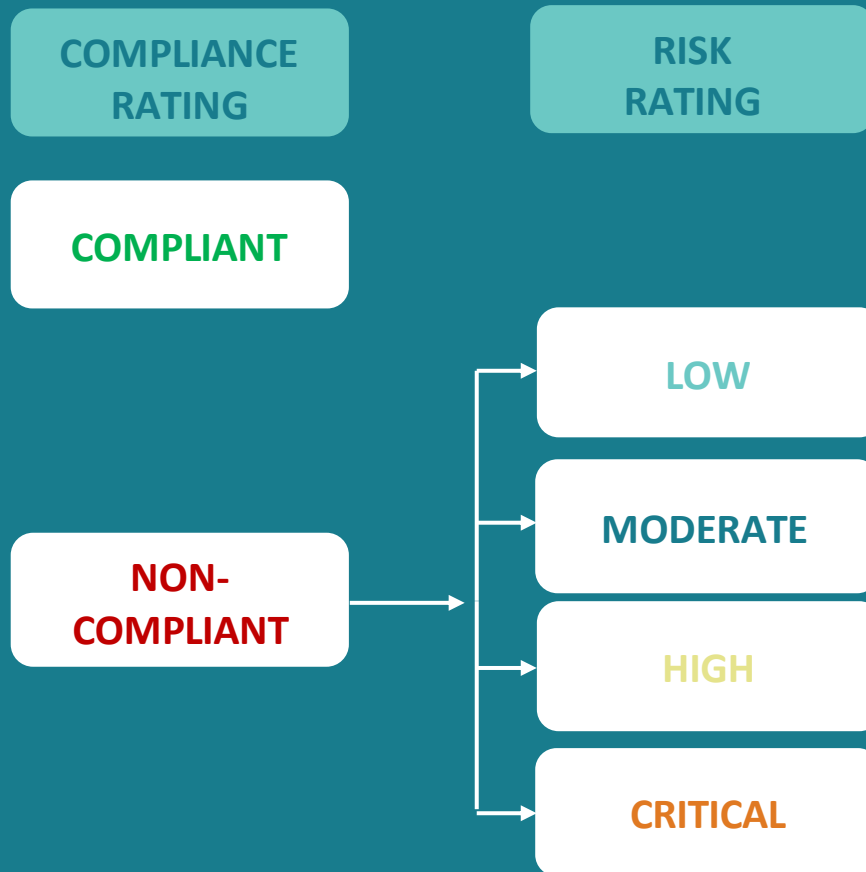 COMPLIANCE
RATING
RISK
RATING
COMPLIANT
LOW
MODERATE
NON-
COMPLIANT
HIGH
CRITICAL